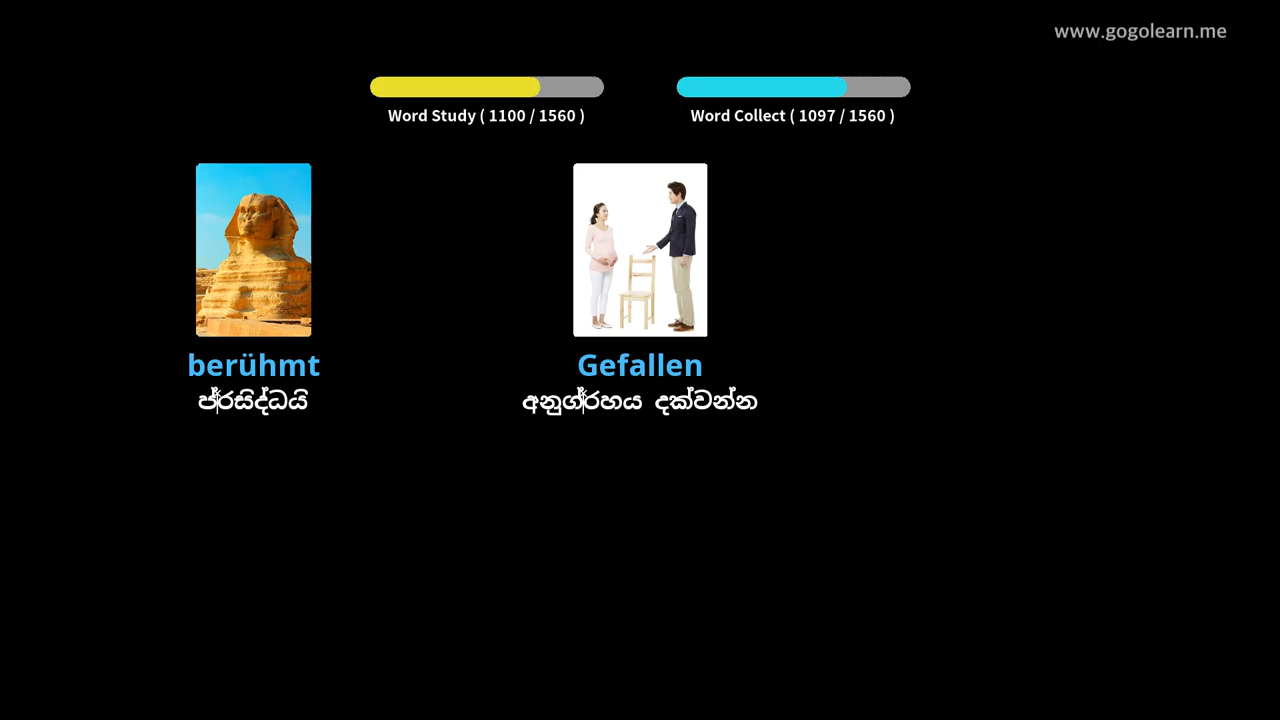 www.gogolearn.me
Word Study ( 1100 / 1560 )
Word Collect ( 1097 / 1560 )
berühmt
ප්‍රසිද්ධයි
Gefallen
අනුග්‍රහය දක්වන්න